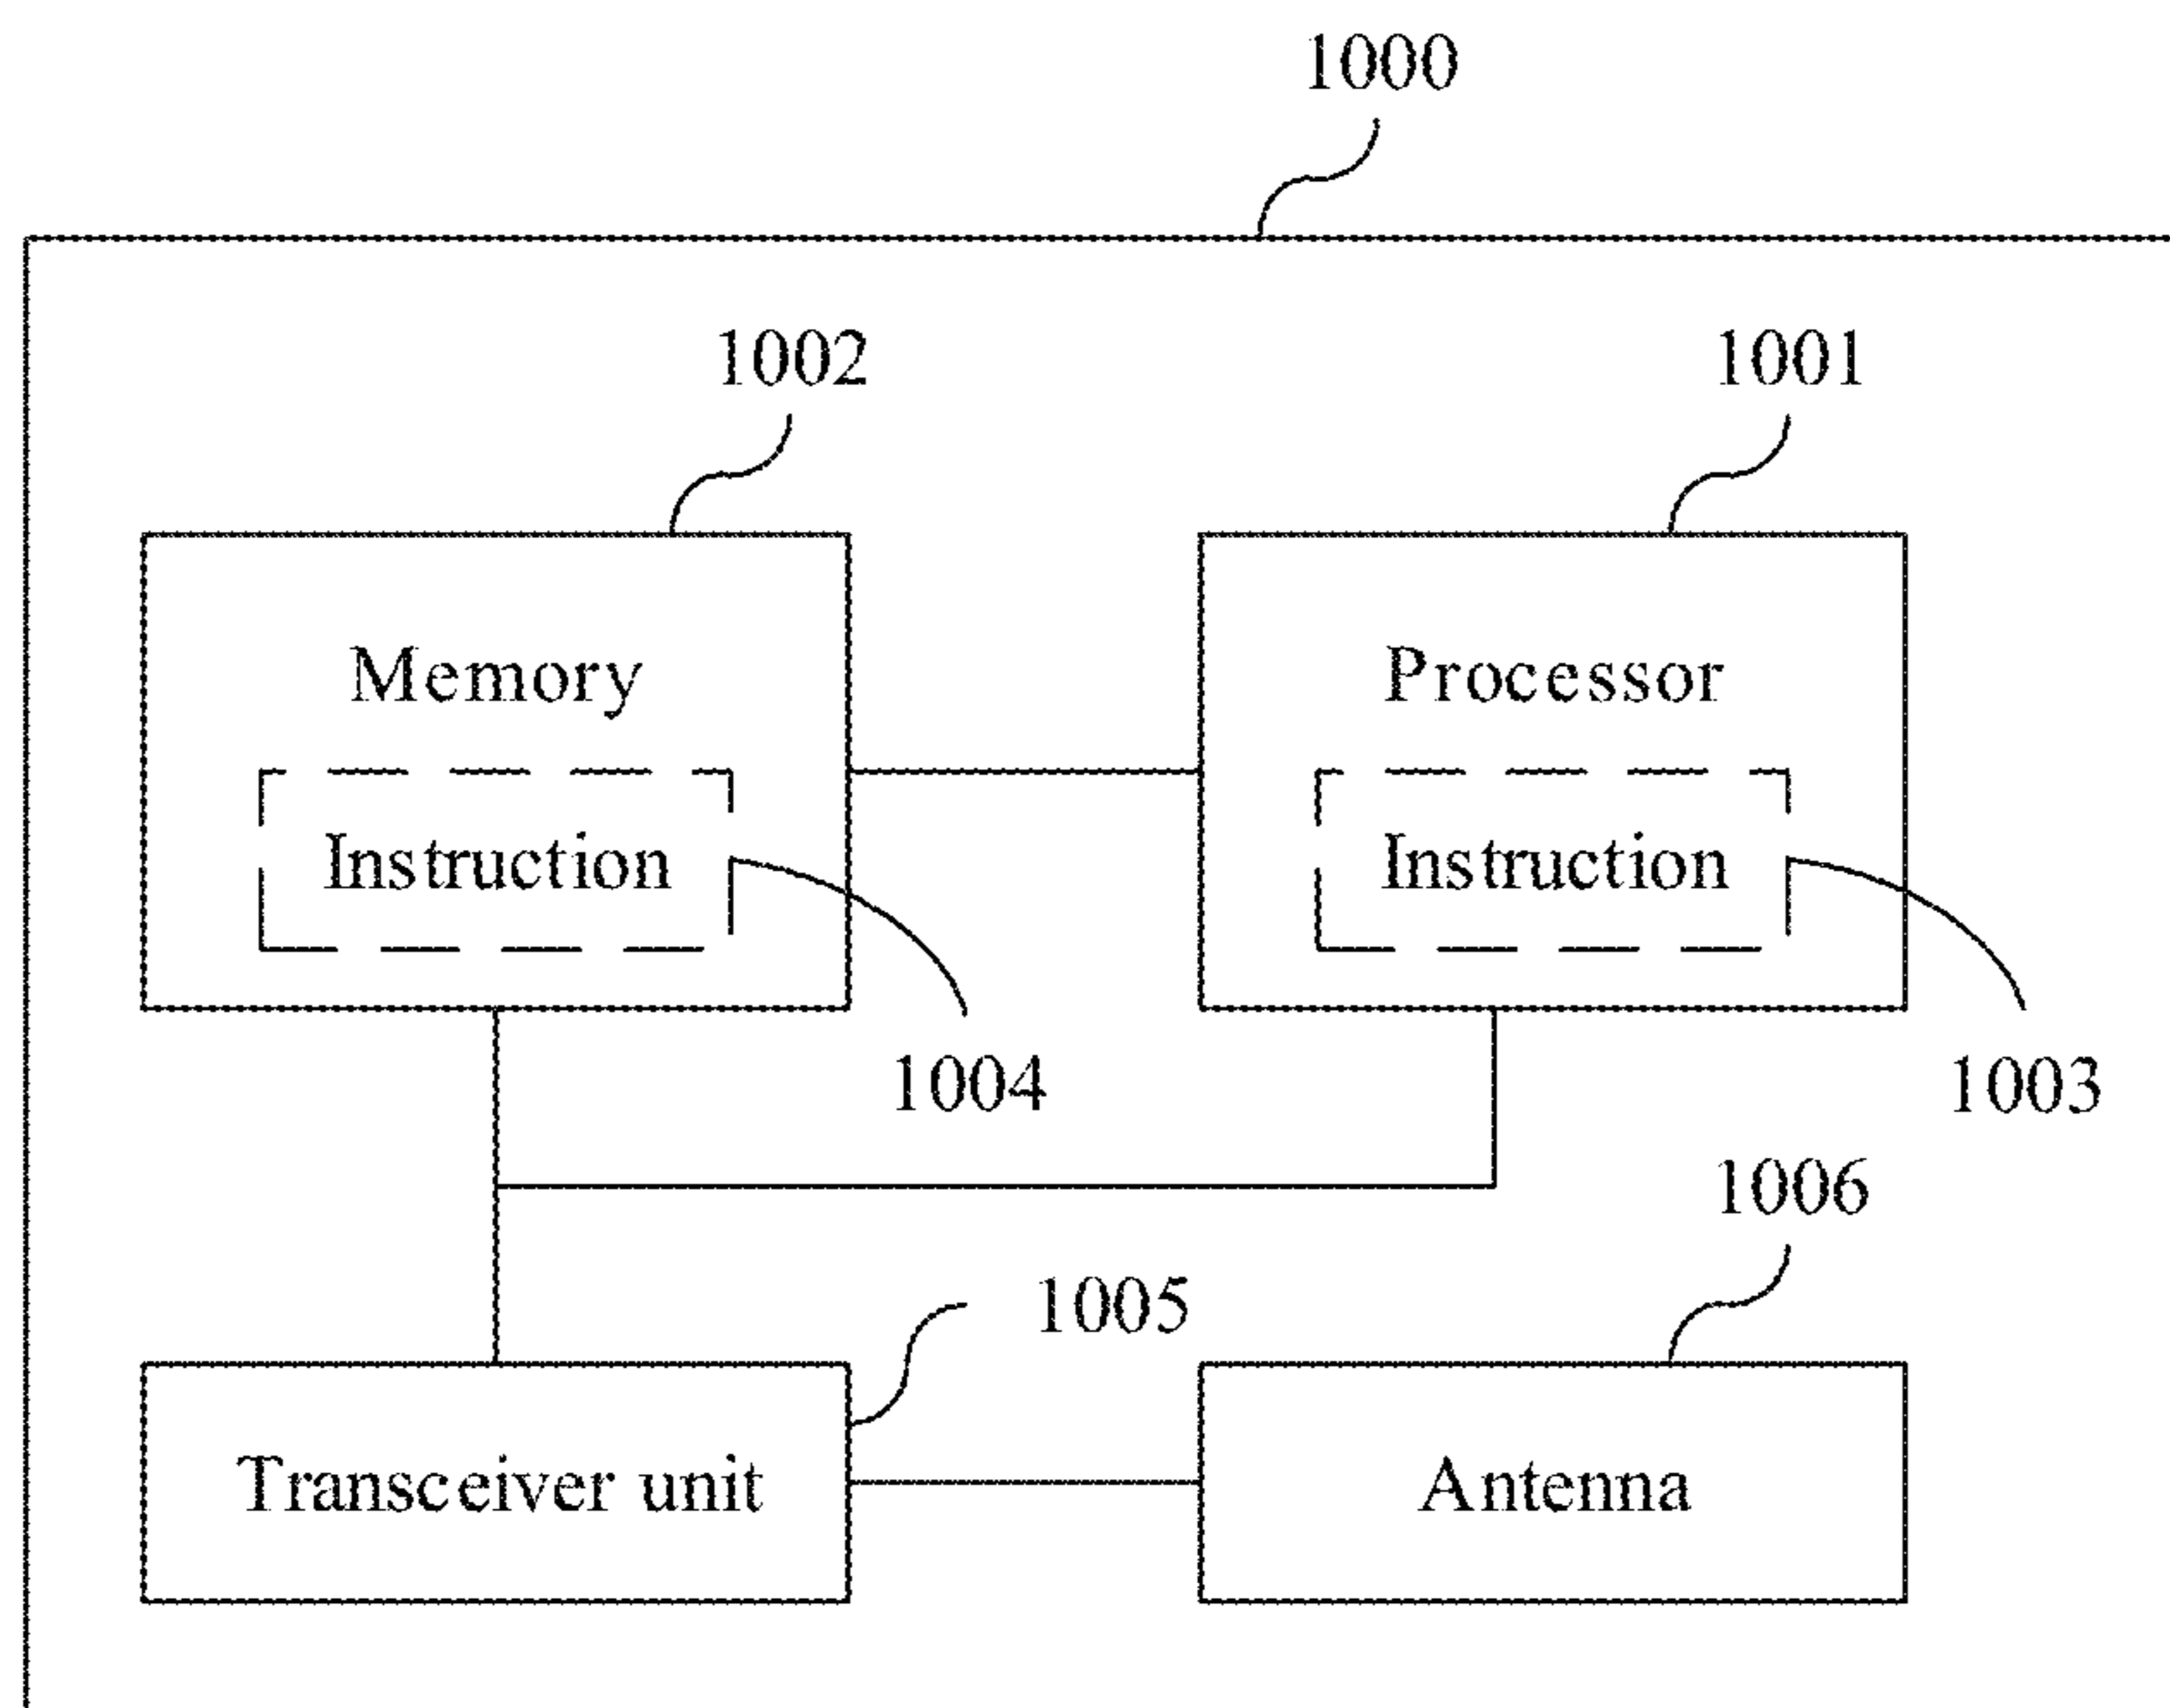 1000
1002
1001
Memory
Processor
Instruction
Instruction
1004
1003
1006
1005
Transceiver unit
Antenna